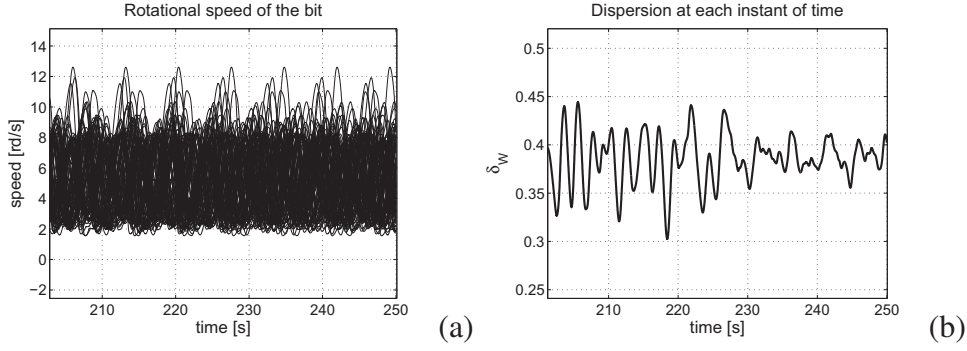 Rotational speed of the bit
14
12
10
8
6
4
2
0
−2
speed [rd/s]
210 220 230 240 250
time [s]
(a)
Dispersion at each instant of time
0.5
0.45
0.4
0.35
0.3
0.25
δW
210 220 230 240 250
time [s]
(b)